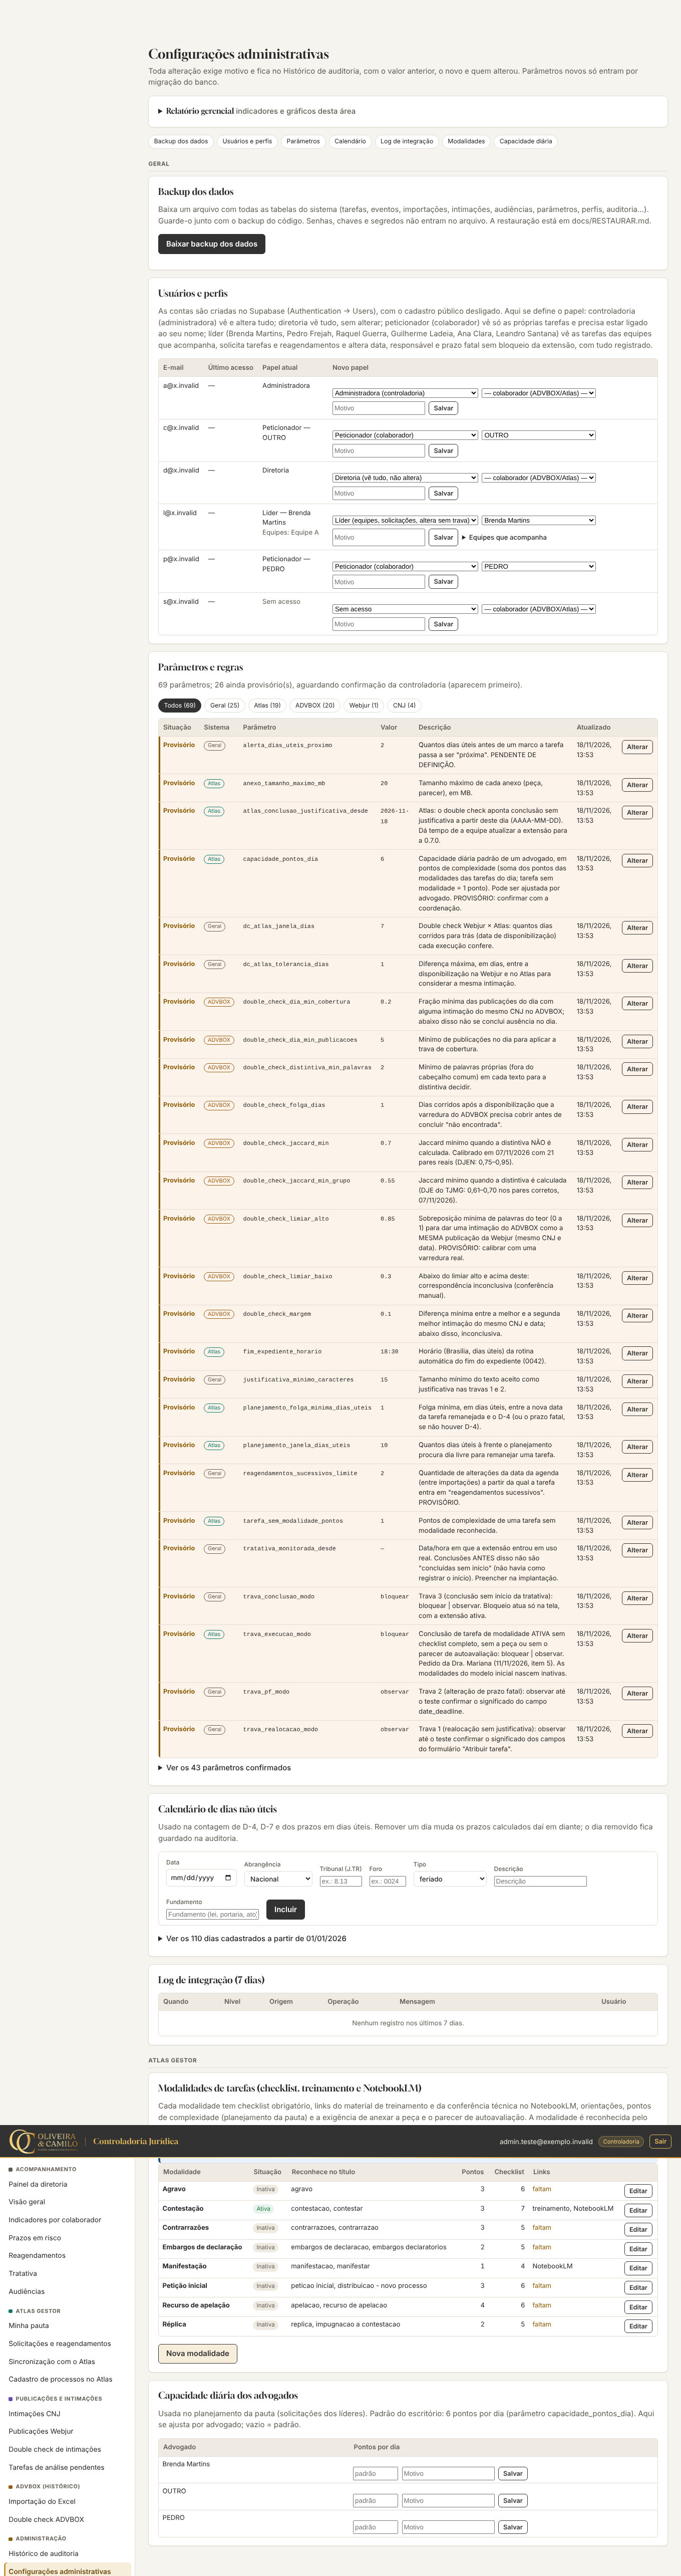 Configurações administrativas
Toda alteração exige motivo e fica no Histórico de auditoria, com o valor anterior, o novo e quem alterou. Parâmetros novos só entram por
migração do banco.
▶ Relatório gerencial indicadores e gráficos desta área
Backup dos dados
Usuários e perfis
Parâmetros
Calendário
Log de integração
Modalidades
Capacidade diária
GERAL
Backup dos dados
Baixa um arquivo com todas as tabelas do sistema (tarefas, eventos, importações, intimações, audiências, parâmetros, perfis, auditoria...).
Guarde-o junto com o backup do código. Senhas, chaves e segredos não entram no arquivo. A restauração está em docs/RESTAURAR.md.
Baixar backup dos dados
Usuários e perfis
As contas são criadas no Supabase (Authentication → Users), com o cadastro público desligado. Aqui se define o papel: controladoria
(administradora) vê e altera tudo; diretoria vê tudo, sem alterar; peticionador (colaborador) vê só as próprias tarefas e precisa estar ligado
ao seu nome; líder (Brenda Martins, Pedro Frejah, Raquel Guerra, Guilherme Ladeia, Ana Clara, Leandro Santana) vê as tarefas das equipes
que acompanha, solicita tarefas e reagendamentos e altera data, responsável e prazo fatal sem bloqueio da extensão, com tudo registrado.
E-mail Último acesso Papel atual Novo papel
a@x.invalid — Administradora Administradora (controladoria) — colaborador (ADVBOX/Atlas) —
Motivo Salvar
c@x.invalid — Peticionador — OUTRO Peticionador (colaborador) OUTRO
Motivo Salvar
d@x.invalid — Diretoria Diretoria (vê tudo, não altera) — colaborador (ADVBOX/Atlas) —
Motivo Salvar
l@x.invalid — Líder — Brenda Martins Equipes: Equipe A Líder (equipes, solicitações, altera sem trava) Brenda Martins
Motivo Salvar ▶ Equipes que acompanha
p@x.invalid — Peticionador — PEDRO Peticionador (colaborador) PEDRO
Motivo Salvar
s@x.invalid — Sem acesso Sem acesso — colaborador (ADVBOX/Atlas) —
Motivo Salvar
Parâmetros e regras
69 parâmetros; 26 ainda provisório(s), aguardando confirmação da controladoria (aparecem primeiro).
Todos (69) Geral (25) Atlas (19) ADVBOX (20) Webjur (1) CNJ (4)
Situação Sistema Parâmetro Valor Descrição Atualizado
Provisório Geral alerta_dias_uteis_proximo 2 Quantos dias úteis antes de um marco a tarefa passa a ser "próxima". PENDENTE DE DEFINIÇÃO. 18/11/2026, 13:53 Alterar
Provisório Atlas anexo_tamanho_maximo_mb 20 Tamanho máximo de cada anexo (peça, parecer), em MB. 18/11/2026, 13:53 Alterar
Provisório Atlas atlas_conclusao_justificativa_desde 2026-11-18 Atlas: o double check aponta conclusão sem justificativa a partir deste dia (AAAA-MM-DD). Dá tempo de a equipe atualizar a extensão para a 0.7.0. 18/11/2026, 13:53 Alterar
Provisório Atlas capacidade_pontos_dia 6 Capacidade diária padrão de um advogado, em pontos de complexidade (soma dos pontos das modalidades das tarefas do dia; tarefa sem modalidade = 1 ponto). Pode ser ajustada por advogado. PROVISÓRIO: confirmar com a coordenação. 18/11/2026, 13:53 Alterar
Provisório Geral dc_atlas_janela_dias 7 Double check Webjur × Atlas: quantos dias corridos para trás (data de disponibilização) cada execução confere. 18/11/2026, 13:53 Alterar
Provisório Geral dc_atlas_tolerancia_dias 1 Diferença máxima, em dias, entre a disponibilização na Webjur e no Atlas para considerar a mesma intimação. 18/11/2026, 13:53 Alterar
Provisório ADVBOX double_check_dia_min_cobertura 0.2 Fração mínima das publicações do dia com alguma intimação do mesmo CNJ no ADVBOX; abaixo disso não se conclui ausência no dia. 18/11/2026, 13:53 Alterar
Provisório ADVBOX double_check_dia_min_publicacoes 5 Mínimo de publicações no dia para aplicar a trava de cobertura. 18/11/2026, 13:53 Alterar
Provisório ADVBOX double_check_distintiva_min_palavras 2 Mínimo de palavras próprias (fora do cabeçalho comum) em cada texto para a distintiva decidir. 18/11/2026, 13:53 Alterar
Provisório ADVBOX double_check_folga_dias 1 Dias corridos após a disponibilização que a varredura do ADVBOX precisa cobrir antes de concluir "não encontrada". 18/11/2026, 13:53 Alterar
Provisório ADVBOX double_check_jaccard_min 0.7 Jaccard mínimo quando a distintiva NÃO é calculada. Calibrado em 07/11/2026 com 21 pares reais (DJEN: 0,75–0,95). 18/11/2026, 13:53 Alterar
Provisório ADVBOX double_check_jaccard_min_grupo 0.55 Jaccard mínimo quando a distintiva é calculada (DJE do TJMG: 0,61–0,70 nos pares corretos, 07/11/2026). 18/11/2026, 13:53 Alterar
Provisório ADVBOX double_check_limiar_alto 0.85 Sobreposição mínima de palavras do teor (0 a 1) para dar uma intimação do ADVBOX como a MESMA publicação da Webjur (mesmo CNJ e data). PROVISÓRIO: calibrar com uma varredura real. 18/11/2026, 13:53 Alterar
Provisório ADVBOX double_check_limiar_baixo 0.3 Abaixo do limiar alto e acima deste: correspondência inconclusiva (conferência manual). 18/11/2026, 13:53 Alterar
Provisório ADVBOX double_check_margem 0.1 Diferença mínima entre a melhor e a segunda melhor intimação do mesmo CNJ e data; abaixo disso, inconclusiva. 18/11/2026, 13:53 Alterar
Provisório Atlas fim_expediente_horario 18:30 Horário (Brasília, dias úteis) da rotina automática do fim do expediente (0042). 18/11/2026, 13:53 Alterar
Provisório Geral justificativa_minimo_caracteres 15 Tamanho mínimo do texto aceito como justificativa nas travas 1 e 2. 18/11/2026, 13:53 Alterar
Provisório Atlas planejamento_folga_minima_dias_uteis 1 Folga mínima, em dias úteis, entre a nova data da tarefa remanejada e o D-4 (ou o prazo fatal, se não houver D-4). 18/11/2026, 13:53 Alterar
Provisório Atlas planejamento_janela_dias_uteis 10 Quantos dias úteis à frente o planejamento procura dia livre para remanejar uma tarefa. 18/11/2026, 13:53 Alterar
Provisório Geral reagendamentos_sucessivos_limite 2 Quantidade de alterações da data da agenda (entre importações) a partir da qual a tarefa entra em "reagendamentos sucessivos". PROVISÓRIO. 18/11/2026, 13:53 Alterar
Provisório Atlas tarefa_sem_modalidade_pontos 1 Pontos de complexidade de uma tarefa sem modalidade reconhecida. 18/11/2026, 13:53 Alterar
Provisório Geral tratativa_monitorada_desde — Data/hora em que a extensão entrou em uso real. Conclusões ANTES disso não são "concluídas sem início" (não havia como registrar o início). Preencher na implantação. 18/11/2026, 13:53 Alterar
Provisório Geral trava_conclusao_modo bloquear Trava 3 (conclusão sem início da tratativa): bloquear | observar. Bloqueio atua só na tela, com a extensão ativa. 18/11/2026, 13:53 Alterar
Provisório Atlas trava_execucao_modo bloquear Conclusão de tarefa de modalidade ATIVA sem checklist completo, sem a peça ou sem o parecer de autoavaliação: bloquear | observar. Pedido da Dra. Mariana (11/11/2026, item 5). As modalidades do modelo inicial nascem inativas. 18/11/2026, 13:53 Alterar
Provisório Geral trava_pf_modo observar Trava 2 (alteração de prazo fatal): observar até o teste confirmar o significado do campo date_deadline. 18/11/2026, 13:53 Alterar
Provisório Geral trava_realocacao_modo observar Trava 1 (realocação sem justificativa): observar até o teste confirmar o significado dos campos do formulário "Atribuir tarefa". 18/11/2026, 13:53 Alterar
▶ Ver os 43 parâmetros confirmados
Calendário de dias não úteis
Usado na contagem de D-4, D-7 e dos prazos em dias úteis. Remover um dia muda os prazos calculados daí em diante; o dia removido fica
guardado na auditoria.
Data Abrangência Tribunal (J.TR) Foro Tipo Descrição
mm/dd/yyyy Nacional ex.: 8.13 ex.: 0024 feriado Descrição
Fundamento
Fundamento (lei, portaria, ato) Incluir
▶ Ver os 110 dias cadastrados a partir de 01/01/2026
Log de integração (7 dias)
Quando Nível Origem Operação Mensagem Usuário
Nenhum registro nos últimos 7 dias.
ATLAS GESTOR
Modalidades de tarefas (checklist, treinamento e NotebookLM)
Cada modalidade tem checklist obrigatório, links do material de treinamento e da conferência técnica no NotebookLM, orientações, pontos
de complexidade (planejamento da pauta) e a exigência de anexar a peça e o parecer de autoavaliação. A modalidade é reconhecida pelo
OLIVEIRA & CAMILO
Controladoria Jurídica
admin.teste@exemplo.invalid Controladoria Sair
ACOMPANHAMENTO
Painel da diretoria
Visão geral
Indicadores por colaborador
Prazos em risco
Reagendamentos
Tratativa
Audiências
ATLAS GESTOR
Minha pauta
Solicitações e reagendamentos
Sincronização com o Atlas
Cadastro de processos no Atlas
PUBLICAÇÕES E INTIMAÇÕES
Intimações CNJ
Publicações Webjur
Double check de intimações
Tarefas de análise pendentes
ADVBOX (HISTÓRICO)
Importação do Excel
Double check ADVBOX
ADMINISTRAÇÃO
Histórico de auditoria
Configurações administrativas
Modalidade Situação Reconhece no título Pontos Checklist Links
Agravo Inativa agravo 3 6 faltam Editar
Contestação Ativa contestacao, contestar 3 7 treinamento, NotebookLM Editar
Contrarrazões Inativa contrarrazoes, contrarrazao 3 5 faltam Editar
Embargos de declaração Inativa embargos de declaracao, embargos declaratorios 2 5 faltam Editar
Manifestação Inativa manifestacao, manifestar 1 4 NotebookLM Editar
Petição inicial Inativa peticao inicial, distribuicao - novo processo 3 6 faltam Editar
Recurso de apelação Inativa apelacao, recurso de apelacao 4 6 faltam Editar
Réplica Inativa replica, impugnacao a contestacao 2 5 faltam Editar
Nova modalidade
Capacidade diária dos advogados
Usada no planejamento da pauta (solicitações dos líderes). Padrão do escritório: 6 pontos por dia (parâmetro capacidade_pontos_dia). Aqui
se ajusta por advogado; vazio = padrão.
Advogado Pontos por dia
Brenda Martins padrão Motivo Salvar
OUTRO padrão Motivo Salvar
PEDRO padrão Motivo Salvar